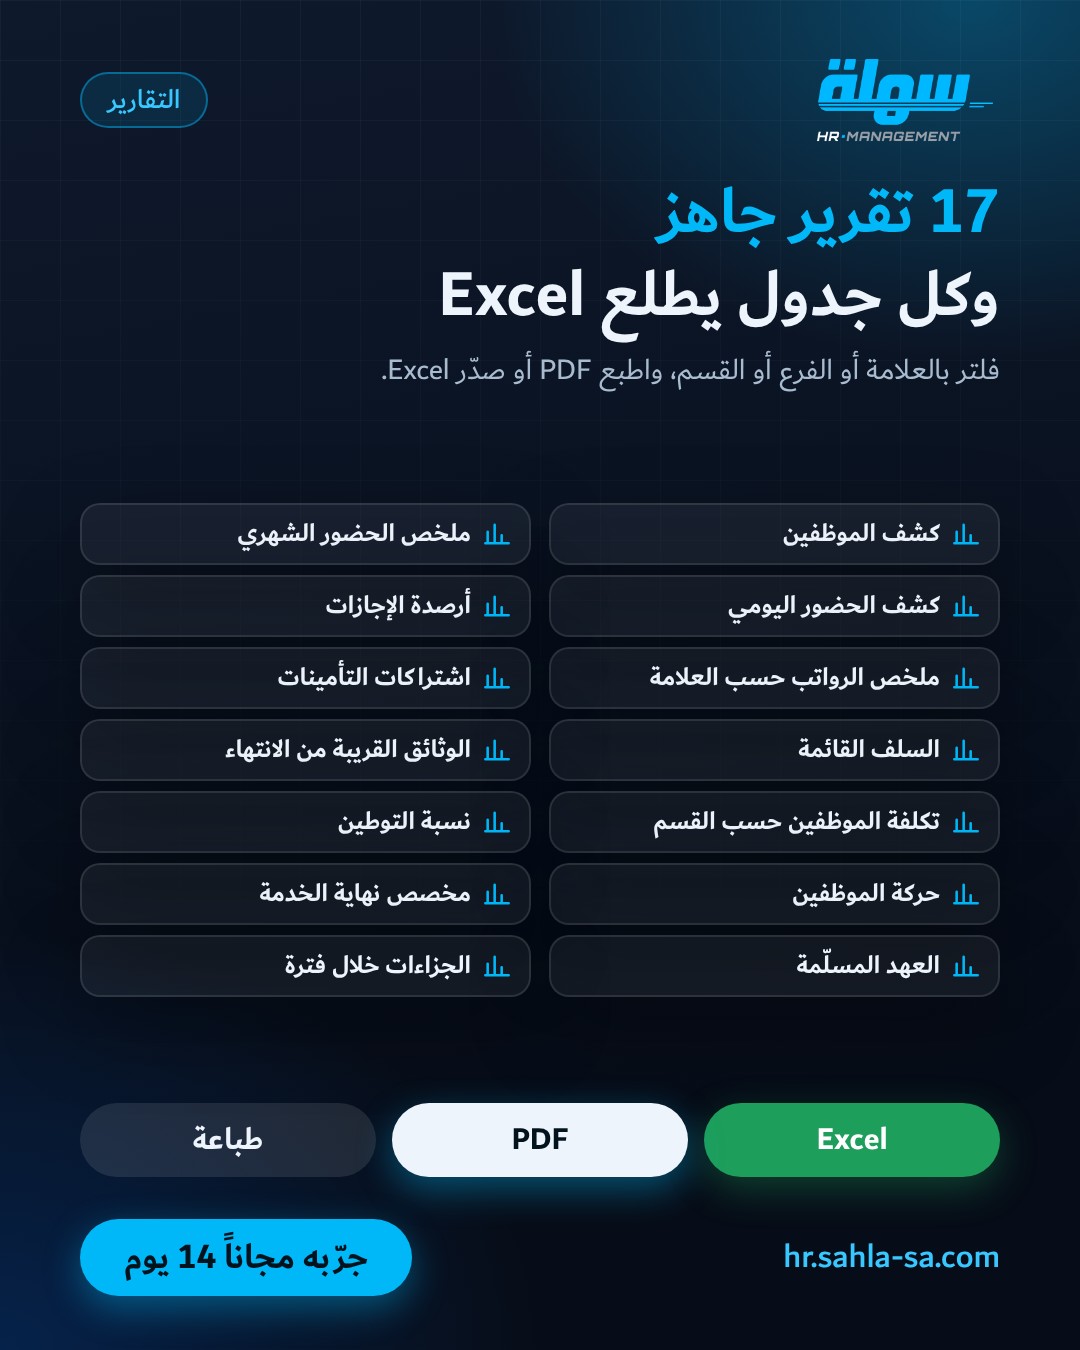 سهلة
HR·MANAGEMENT
التقارير
17 تقرير جاهز
وكل جدول يطلع Excel
فلتر بالعلامة أو الفرع أو القسم، واطبع PDF أو صدّر Excel.
كشف الموظفين
ملخص الحضور الشهري
كشف الحضور اليومي
أرصدة الإجازات
ملخص الرواتب حسب العلامة
اشتراكات التأمينات
السلف القائمة
الوثائق القريبة من الانتهاء
تكلفة الموظفين حسب القسم
نسبة التوطين
حركة الموظفين
مخصص نهاية الخدمة
العهد المسلّمة
الجزاءات خلال فترة
Excel
PDF
طباعة
hr.sahla-sa.com
جرّبه مجاناً 14 يوم